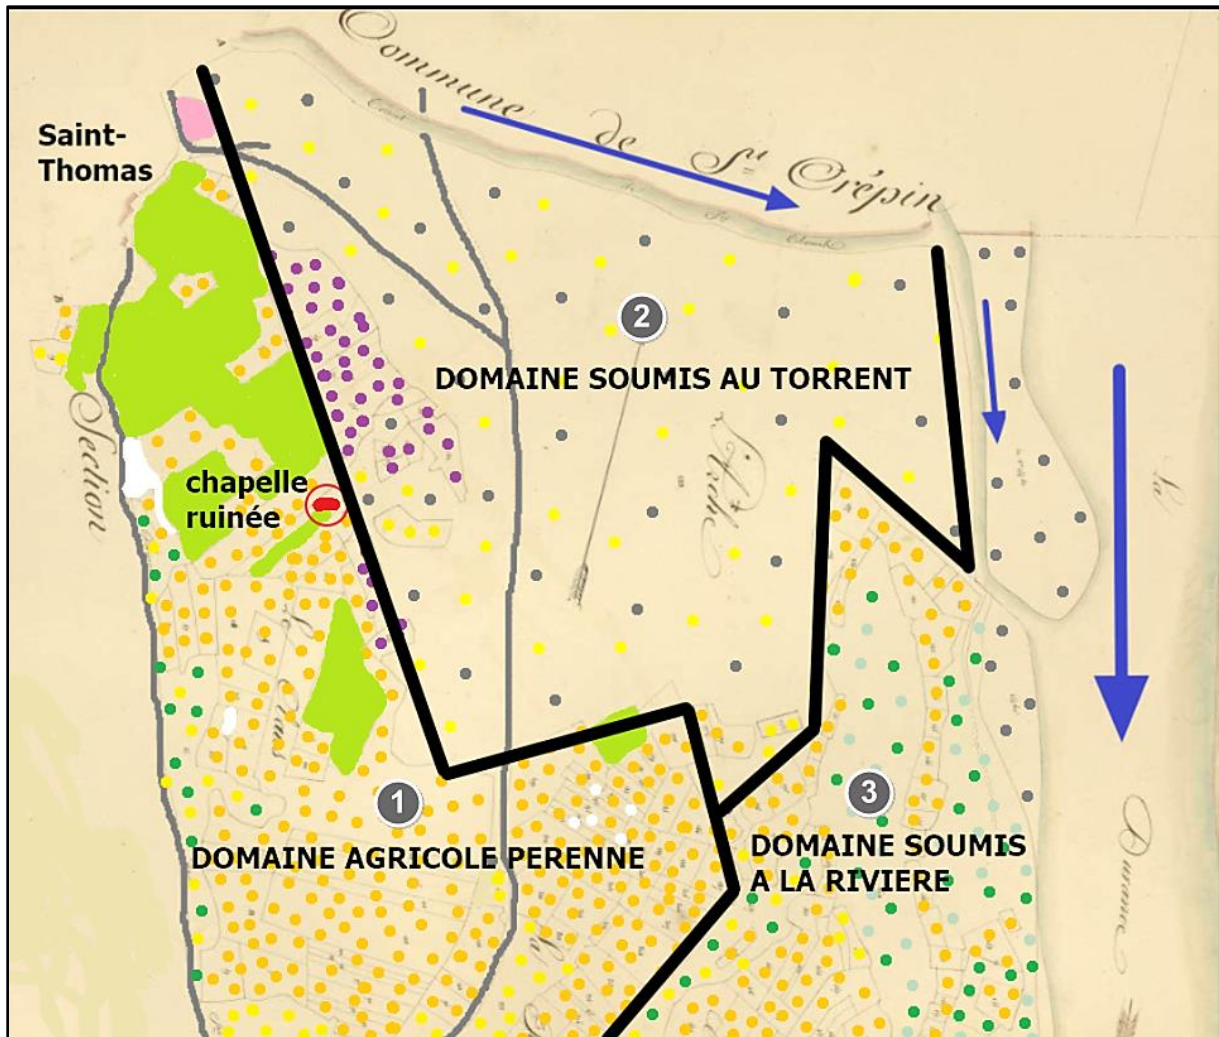 Commune de St Crépin
Saint-
Thomas
2
DOMAINE SOUMIS AU TORRENT
Section
chapelle
ruinée
La
1
DOMAINE AGRICOLE PERENNE
3
DOMAINE SOUMIS
A LA RIVIERE
Durance